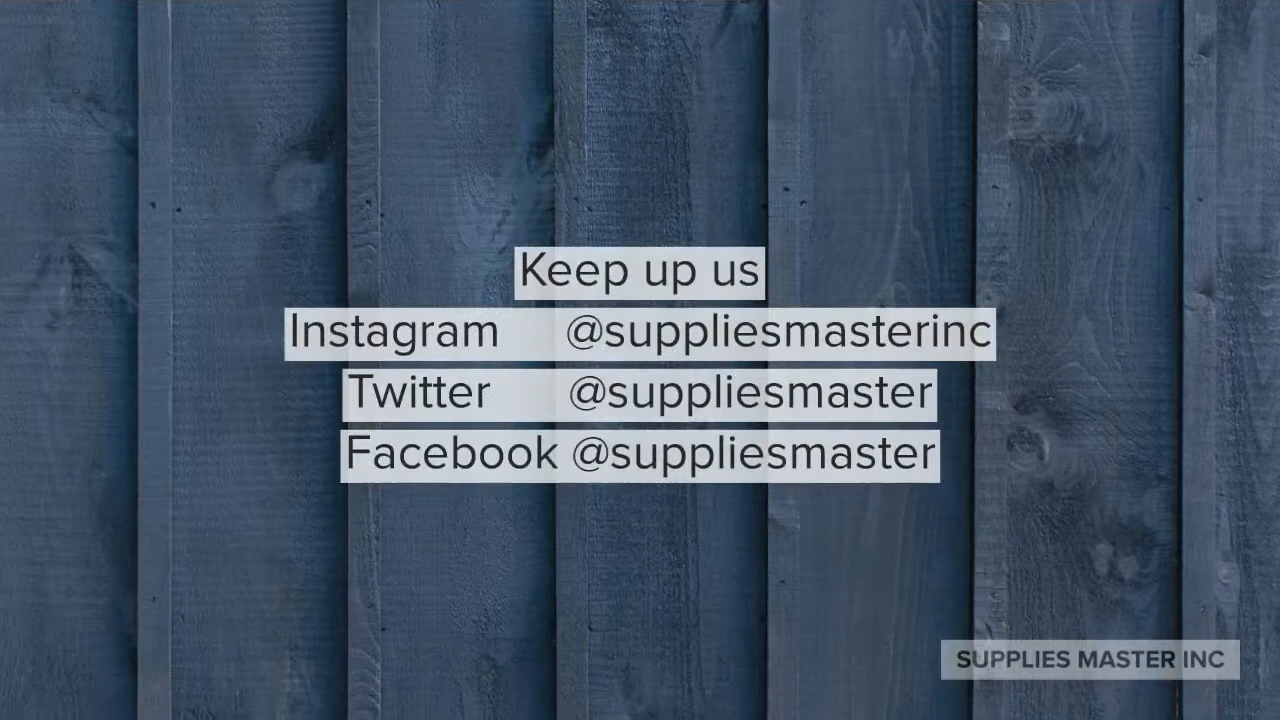 Keep up us
Instagram @suppliesmasterinc
Twitter @suppliesmaster
Facebook @suppliesmaster
SUPPLIES MASTER INC